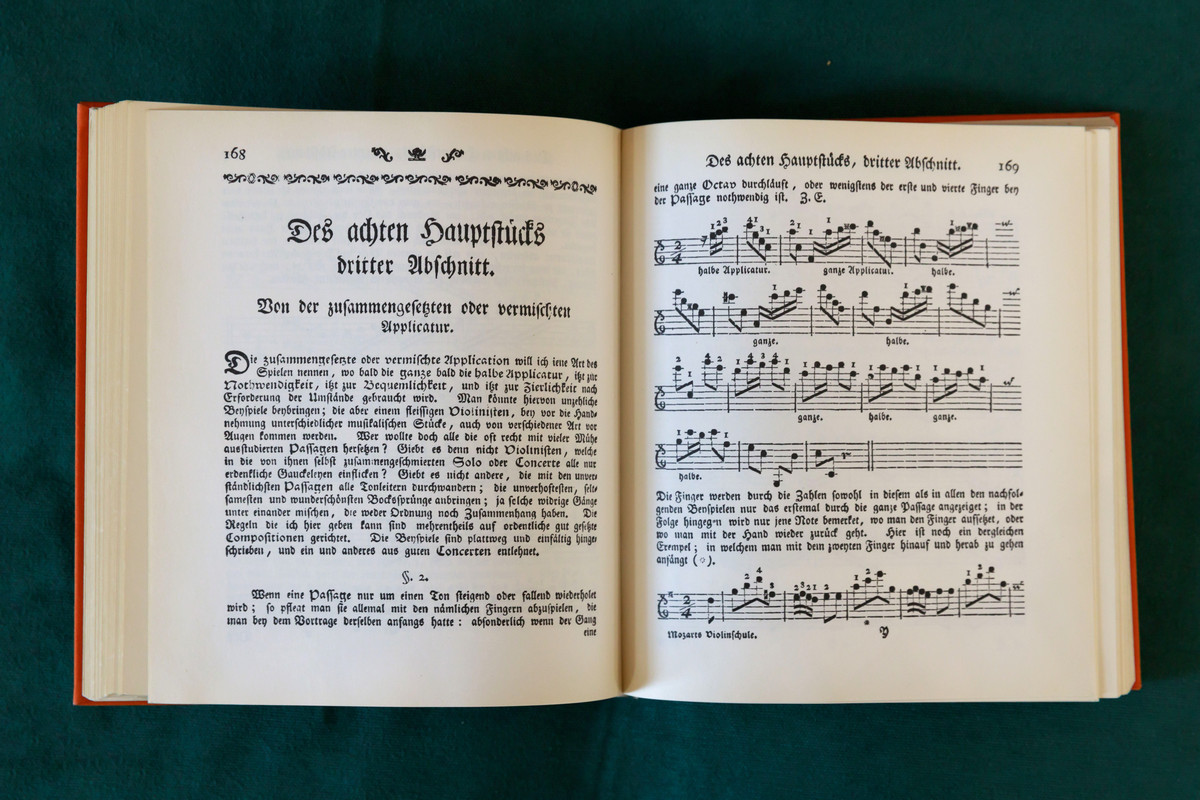 168
Des achten Hauptstücks
dritter Abschnitt.
Von der zusammengesetzten oder vermischten
Applicatur.
Die zusammengesetzte oder vermischte Application will ich iene Art des
Spielen nennen, wo bald die ganze bald die halbe Applicatur, itzt zur
Nothwendigkeit, itzt zur Bequemlichkeit, und itzt zur Zierlichkeit nach
Erforderung der Umstände gebraucht wird. Man könnte hiervon unzehliche
Beyspiele beybringen; die aber einem fleissigen Violinisten, bey vor die Hand-
nehmung unterschiedlicher musikalischen Stücke, auch von verschiedener Art vor
Augen kommen werden. Wer wollte doch alle die oft recht mit vieler Mühe
ausstudierten Passagen hersetzen? Giebt es denn nicht Violinisten, welche
in die von ihnen selbst zusammengeschmierten Solo oder Concerte alle nur
erdenkliche Gauckeleyen einflicken? Giebt es nicht andere, die mit den unver-
ständlichsten Passagen alle Tonleitern durchwandern; die unverhoftesten, selt-
samesten und wunderschönsten Bocksprünge anbringen; ja solche widrige Gänge
unter einander mischen, die weder Ordnung noch Zusammenhang haben. Die
Regeln die ich hier geben kann sind mehrentheils auf ordentliche gut gesetzte
Compositionen gerichtet. Die Beyspiele sind plattweg und einfältig hinge-
schrieben, und ein und anderes aus guten Concerten entlehnet.
§. 2.
Wenn eine Passage nur um einen Ton steigend oder fallend wiederholet
wird; so pfleat man sie allemal mit den nämlichen Fingern abzuspielen, die
man bey dem Vortrage derselben anfangs hatte: absonderlich wenn der Gang
eine
Des achten Hauptstücks, dritter Abschnitt. 169
eine ganze Octav durchläuft, oder wenigstens der erste und vierte Finger bey
der Passage nothwendig ist. Z. E.
halbe Applicatur. ganze Applicatur. halbe.
ganze. halbe.
ganze. halbe. ganze.
halbe.
Die Finger werden durch die Zahlen sowohl in diesem als in allen den nachfol-
genden Beyspielen nur das erstemal durch die ganze Passage angezeiget; in der
Folge hingegen wird nur jene Note bemerket, wo man den Finger aufsetzet, oder
wo man mit der Hand wieder zurück geht. Hier ist noch ein dergleichen
Exempel; in welchem man mit dem zweyten Finger hinauf und herab zu gehen
anfängt (o).
Mozarts Violinschule. Y